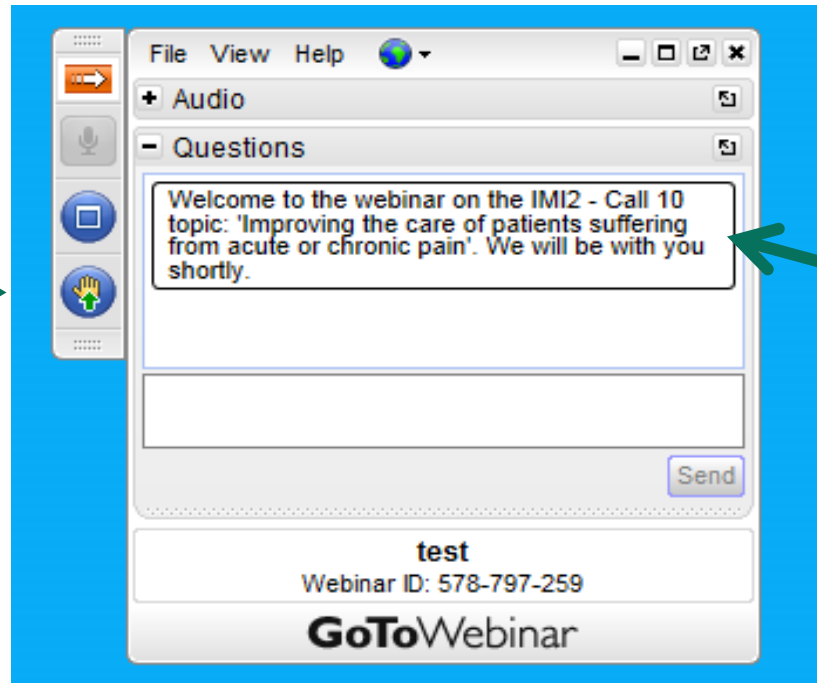 File View Help
Audio
Questions
Welcome to the webinar on the IMI2 - Call 10
topic: 'Improving the care of patients suffering
from acute or chronic pain'. We will be with you
shortly.
Send
test
Webinar ID: 578-797-259
GoToWebinar